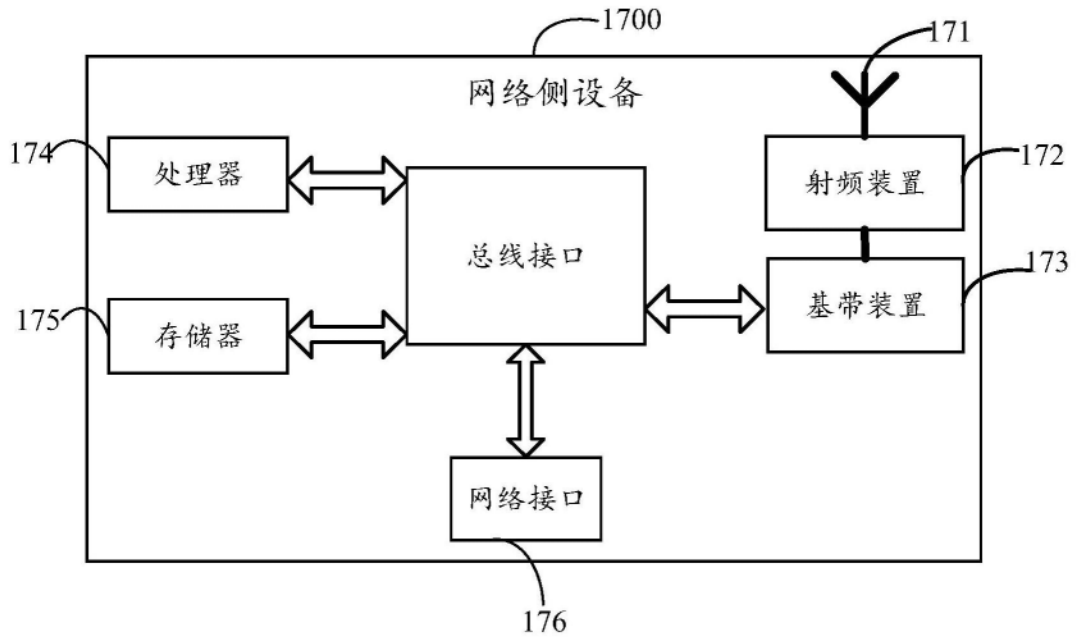 1700
171
网络侧设备
174
处理器
172
射频装置
总线接口
173
基带装置
175
存储器
网络接口
176